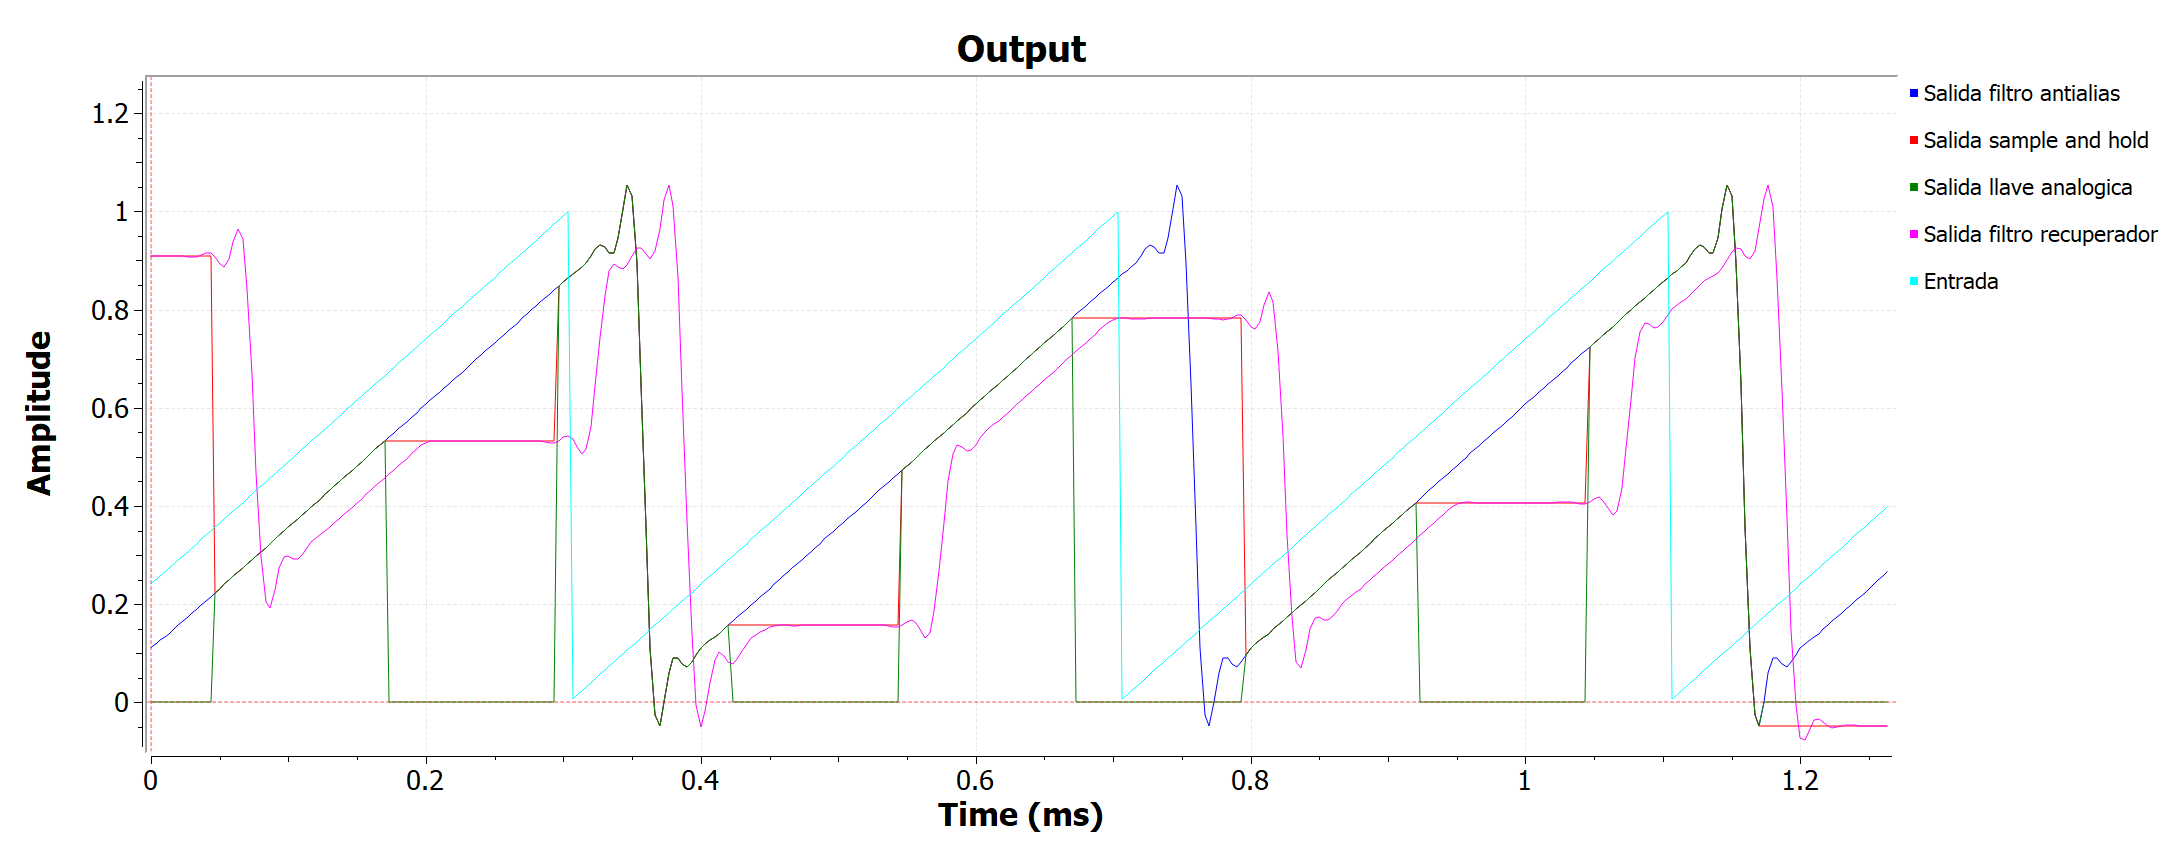 Output
1.2
1
0.8
0.6
0.4
0.2
0
Amplitude
0
0.2
0.4
0.6
0.8
1
1.2
Time (ms)
Salida filtro antialias
Salida sample and hold
Salida llave analogica
Salida filtro recuperador
Entrada